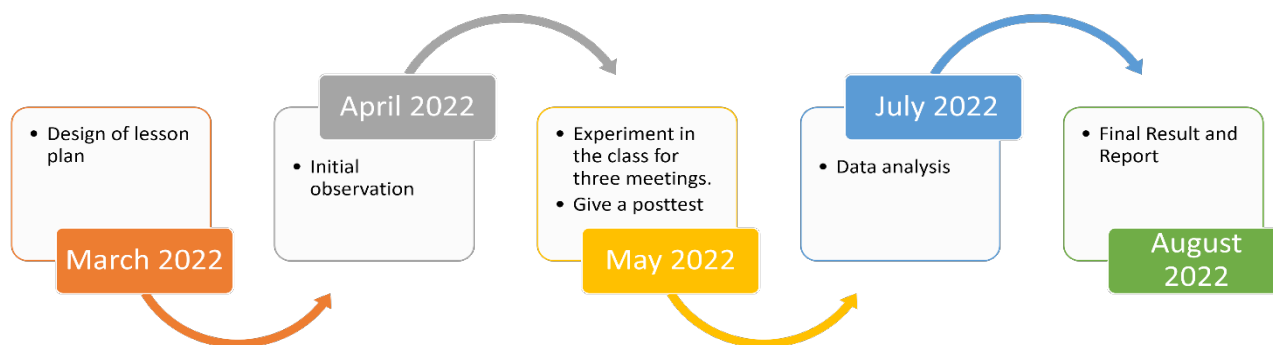 • Design of lesson
plan
March 2022
April 2022
• Initial
observation
• Experiment in
the class for
three meetings.
• Give a posttest
May 2022
July 2022
• Data analysis
• Final Result and
Report
August
2022